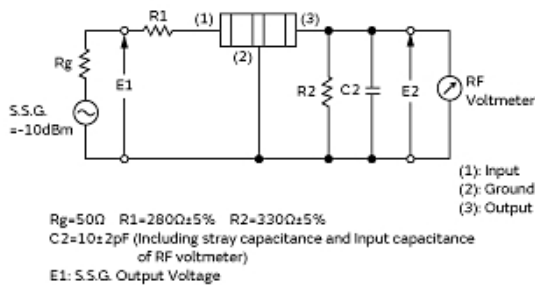 R1
(1)
(3)
(2)
Rg
E1
R2
C2
E2
RF
Voltmeter
S.S.G.
=-10dBm
(1): Input
(2): Ground
(3): Output
Rg=50Ω R1=280Ω±5% R2=330Ω±5%
C2=10±2pF (Including stray capacitance and Input capacitance
of RF voltmeter)
E1: S.S.G. Output Voltage